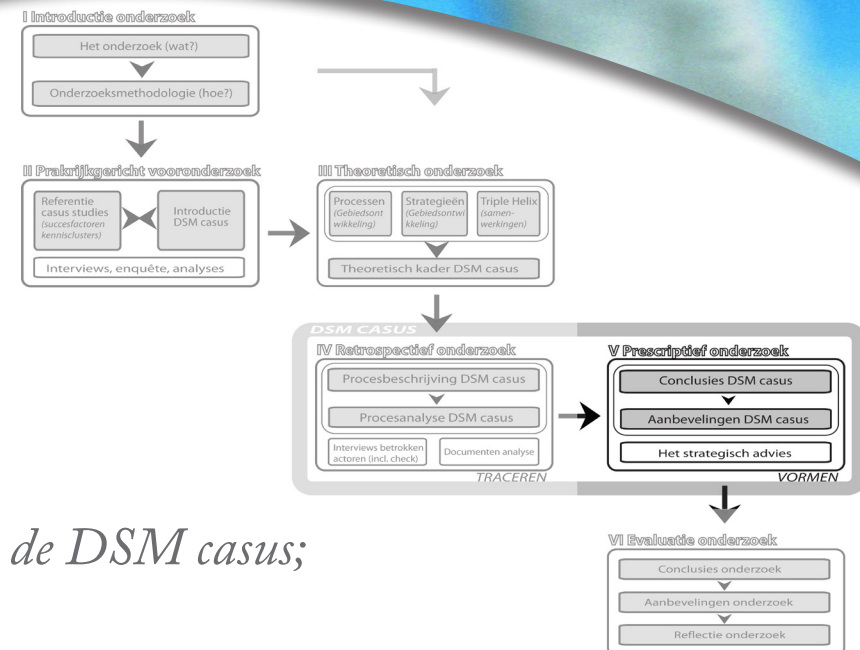 I Introductie onderzoek
Het onderzoek (wat?)
Onderzoeksmethodologie (hoe?)
II Prakrijkgericht vooronderzoek
Referentie
casus studies
(succesfactoren
kennisclusters)
Introductie
DSM casus
Interviews, enquête, analyses
III Theoretisch onderzoek
Processen
(Gebiedsont
wikkeling)
Strategieën
(Gebiedsontwi
kkeling)
Triple Helix
(samen-
werkingen)
Theoretisch kader DSM casus
DSM CASUS
IV Retrospectief onderzoek
Procesbeschrijving DSM casus
Procesanalyse DSM casus
Interviews betrokken
actoren (incl. check)
Documenten analyse
TRACEREN
V Prescriptief onderzoek
Conclusies DSM casus
Aanbevelingen DSM casus
Het strategisch advies
VORMEN
de DSM casus;
VI Evaluatie onderzoek
Conclusies onderzoek
Aanbevelingen onderzoek
Reflectie onderzoek